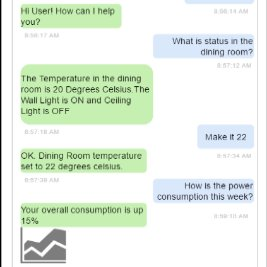 8:56:14 AM
Hi User! How can I help
you?
8:56:17 AM
What is status in the
dining room?
8:57:12 AM
The Temperature in the dining
room is 20 Degrees Celsius.The
Wall Light is ON and Ceiling
Light is OFF
8:57:18 AM
Make it 22
8:57:34 AM
OK. Dining Room temperature
set to 22 degrees celsius.
8:57:39 AM
How is the power
consumption this week?
8:58:10 AM
Your overall consumption is up
15%